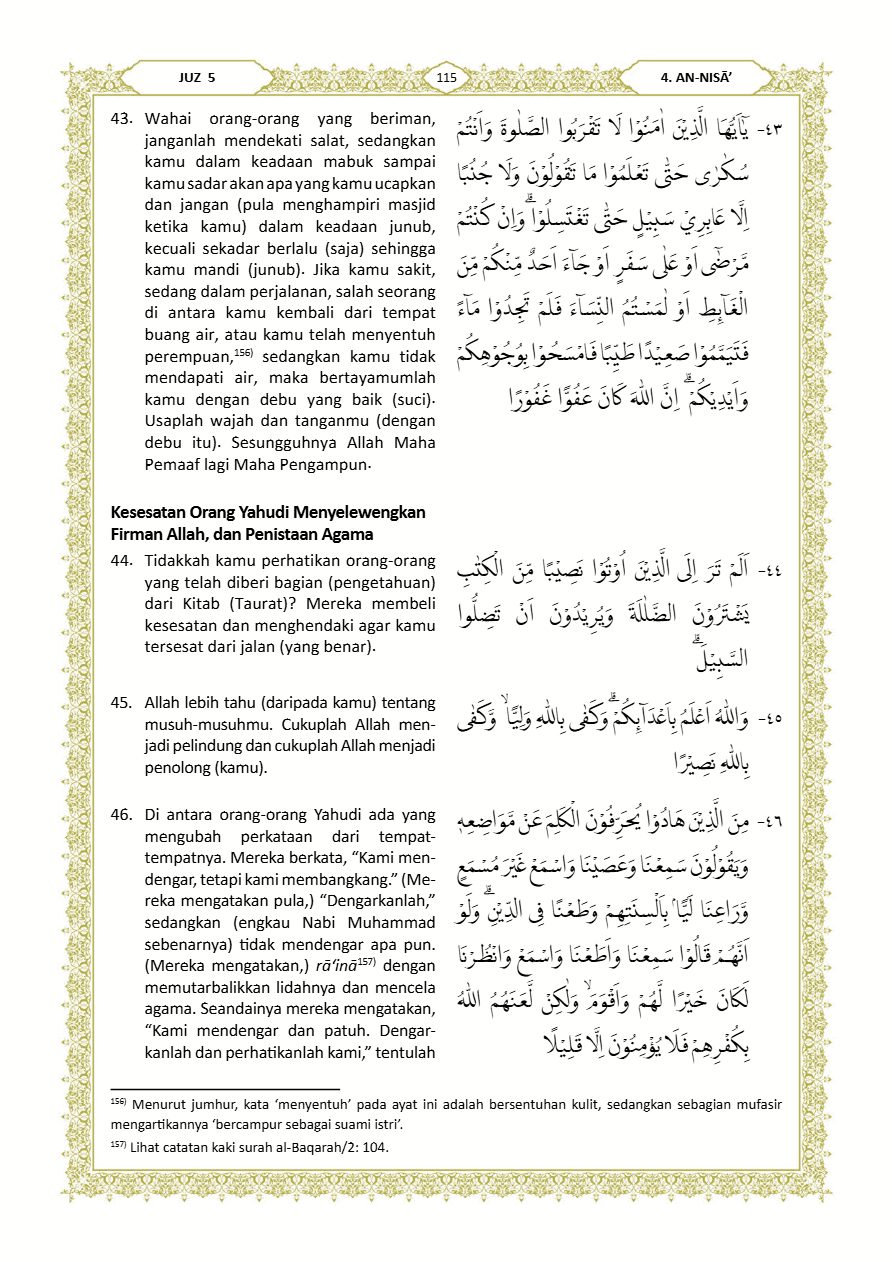 JUZ 5
115
4. AN-NISĀ’
43. Wahai orang-orang yang beriman,
janganlah mendekati salat, sedangkan
kamu dalam keadaan mabuk sampai
kamu sadar akan apa yang kamu ucapkan
dan jangan (pula menghampiri masjid
ketika kamu) dalam keadaan junub,
kecuali sekadar berlalu (saja) sehingga
kamu mandi (junub). Jika kamu sakit,
sedang dalam perjalanan, salah seorang
di antara kamu kembali dari tempat
buang air, atau kamu telah menyentuh
perempuan,¹⁵⁶⁾ sedangkan kamu tidak
mendapati air, maka bertayamumlah
kamu dengan debu yang baik (suci).
Usaplah wajah dan tanganmu (dengan
debu itu). Sesungguhnya Allah Maha
Pemaaf lagi Maha Pengampun.
٤٣- يٰٓاَيُّهَا الَّذِيْنَ اٰمَنُوْا لَا تَقْرَبُوا الصَّلٰوةَ وَاَنْتُمْ
سُكٰرٰى حَتّٰى تَعْلَمُوْا مَا تَقُوْلُوْنَ وَلَا جُنُبًا
اِلَّا عَابِرِيْ سَبِيْلٍ حَتّٰى تَغْتَسِلُوْاۗ وَاِنْ كُنْتُمْ
مَّرْضٰٓى اَوْ عَلٰى سَفَرٍ اَوْ جَاۤءَ اَحَدٌ مِّنْكُمْ مِّنَ
الْغَاۤىِٕطِ اَوْ لٰمَسْتُمُ النِّسَاۤءَ فَلَمْ تَجِدُوْا مَاۤءً
فَتَيَمَّمُوْا صَعِيْدًا طَيِّبًا فَامْسَحُوْا بِوُجُوْهِكُمْ
وَاَيْدِيْكُمْۗ اِنَّ اللّٰهَ كَانَ عَفُوًّا غَفُوْرًا
Kesesatan Orang Yahudi Menyelewengkan
Firman Allah, dan Penistaan Agama
44. Tidakkah kamu perhatikan orang-orang
yang telah diberi bagian (pengetahuan)
dari Kitab (Taurat)? Mereka membeli
kesesatan dan menghendaki agar kamu
tersesat dari jalan (yang benar).
٤٤- اَلَمْ تَرَ اِلَى الَّذِيْنَ اُوْتُوْا نَصِيْبًا مِّنَ الْكِتٰبِ
يَشْتَرُوْنَ الضَّلٰلَةَ وَيُرِيْدُوْنَ اَنْ تَضِلُّوا
السَّبِيْلَۗ
45. Allah lebih tahu (daripada kamu) tentang
musuh-musuhmu. Cukuplah Allah men-
jadi pelindung dan cukuplah Allah menjadi
penolong (kamu).
٤٥- وَاللّٰهُ اَعْلَمُ بِاَعْدَاۤىِٕكُمْۗ وَكَفٰى بِاللّٰهِ وَلِيًّاۙ وَّكَفٰى
بِاللّٰهِ نَصِيْرًا
46. Di antara orang-orang Yahudi ada yang
mengubah perkataan dari tempat-
tempatnya. Mereka berkata, “Kami men-
dengar, tetapi kami membangkang.” (Me-
reka mengatakan pula,) “Dengarkanlah,”
sedangkan (engkau Nabi Muhammad
sebenarnya) tidak mendengar apa pun.
(Mereka mengatakan,) rā‘inā¹⁵⁷⁾ dengan
memutarbalikkan lidahnya dan mencela
agama. Seandainya mereka mengatakan,
“Kami mendengar dan patuh. Dengar-
kanlah dan perhatikanlah kami,” tentulah
٤٦- مِنَ الَّذِيْنَ هَادُوْا يُحَرِّفُوْنَ الْكَلِمَ عَنْ مَّوَاضِعِهٖ
وَيَقُوْلُوْنَ سَمِعْنَا وَعَصَيْنَا وَاسْمَعْ غَيْرَ مُسْمَعٍ
وَّرَاعِنَا لَيًّاۢ بِاَلْسِنَتِهِمْ وَطَعْنًا فِى الدِّيْنِۗ وَلَوْ
اَنَّهُمْ قَالُوْا سَمِعْنَا وَاَطَعْنَا وَاسْمَعْ وَانْظُرْنَا
لَكَانَ خَيْرًا لَّهُمْ وَاَقْوَمَۙ وَلٰكِنْ لَّعَنَهُمُ اللّٰهُ
بِكُفْرِهِمْ فَلَا يُؤْمِنُوْنَ اِلَّا قَلِيْلًا
¹⁵⁶⁾ Menurut jumhur, kata ‘menyentuh’ pada ayat ini adalah bersentuhan kulit, sedangkan sebagian mufasir
mengartikannya ‘bercampur sebagai suami istri’.
¹⁵⁷⁾ Lihat catatan kaki surah al-Baqarah/2: 104.